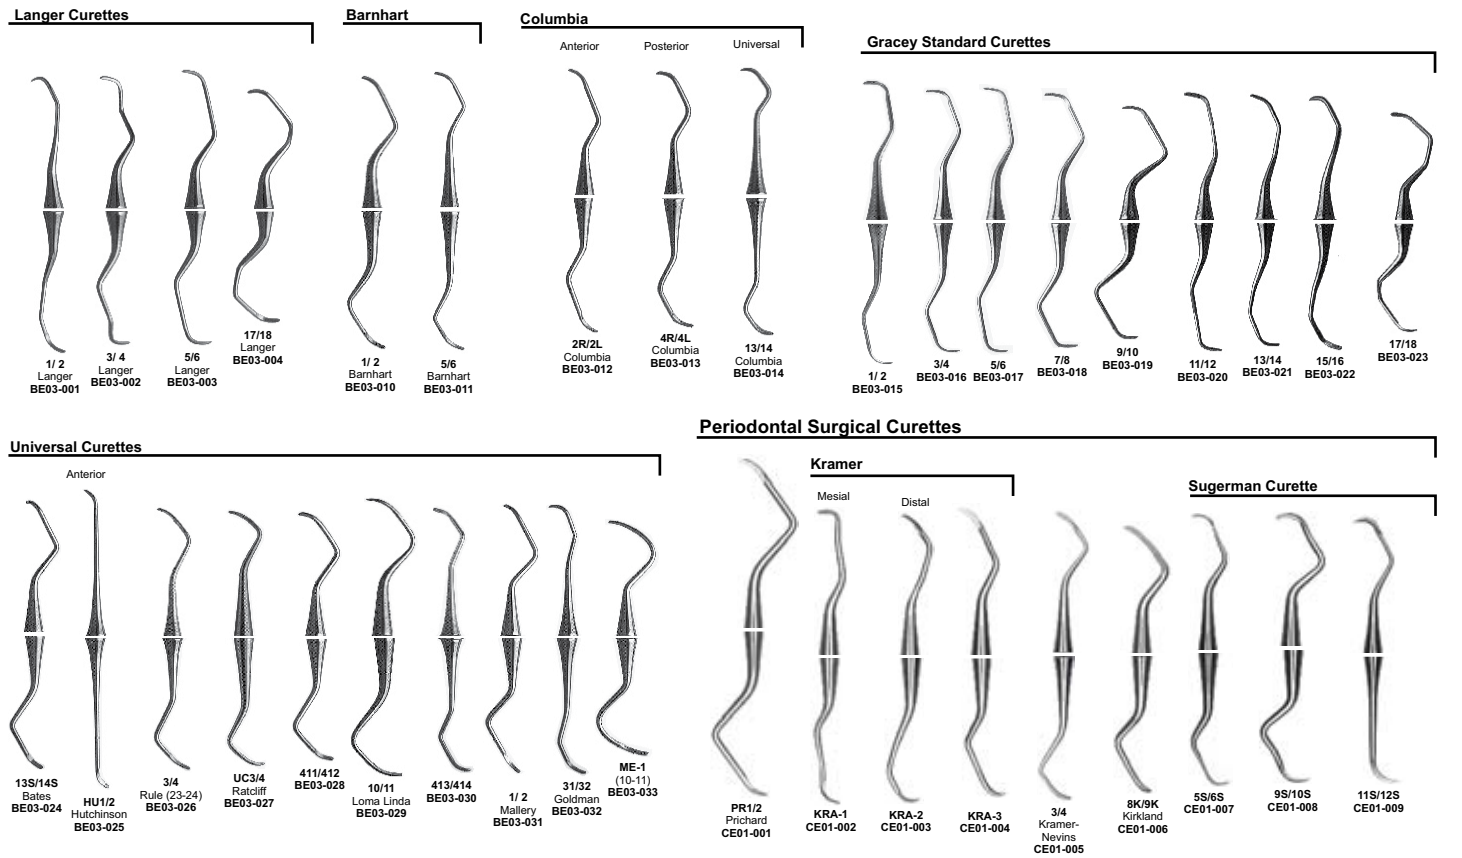 Langer Curettes
1/ 2
Langer
BE03-001
3/ 4
Langer
BE03-002
5/6
Langer
BE03-003
17/18
Langer
BE03-004
Barnhart
1/ 2
Barnhart
BE03-010
5/6
Barnhart
BE03-011
Columbia
Anterior
Posterior
Universal
2R/2L
Columbia
BE03-012
4R/4L
Columbia
BE03-013
13/14
Columbia
BE03-014
Gracey Standard Curettes
1/ 2
BE03-015
3/4
BE03-016
5/6
BE03-017
7/8
BE03-018
9/10
BE03-019
11/12
BE03-020
13/14
BE03-021
15/16
BE03-022
17/18
BE03-023
Universal Curettes
Anterior
13S/14S
Bates
BE03-024
HU1/2
Hutchinson
BE03-025
3/4
Rule (23-24)
BE03-026
UC3/4
Ratcliff
BE03-027
411/412
BE03-028
10/11
Loma Linda
BE03-029
413/414
BE03-030
1/ 2
Mallery
BE03-031
31/32
Goldman
BE03-032
ME-1
(10-11)
BE03-033
Periodontal Surgical Curettes
Kramer
Mesial
Distal
Sugerman Curette
PR1/2
Prichard
CE01-001
KRA-1
CE01-002
KRA-2
CE01-003
KRA-3
CE01-004
3/4
Kramer-
Nevins
CE01-005
8K/9K
Kirkland
CE01-006
5S/6S
CE01-007
9S/10S
CE01-008
11S/12S
CE01-009